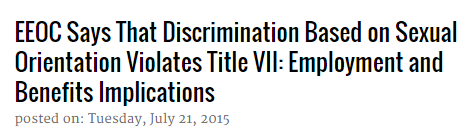 EEOC Says That Discrimination Based on Sexual
Orientation Violates Title VII: Employment and
Benefits Implications
posted on: Tuesday, July 21, 2015